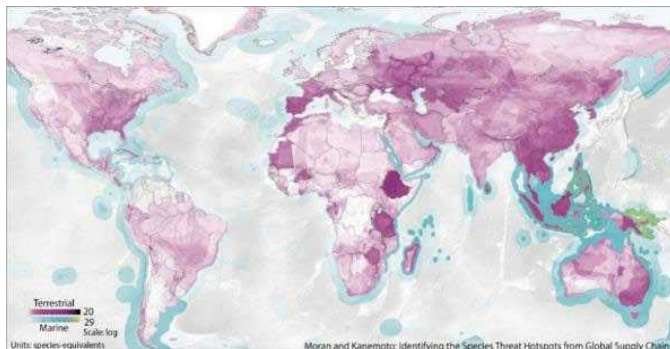 Terrestrial
20
29
Marine
Scale: log
Units: species-equivalents
Moran and Kanemoto: Identifying the Species Threat Hotspots from Global Supply Chain